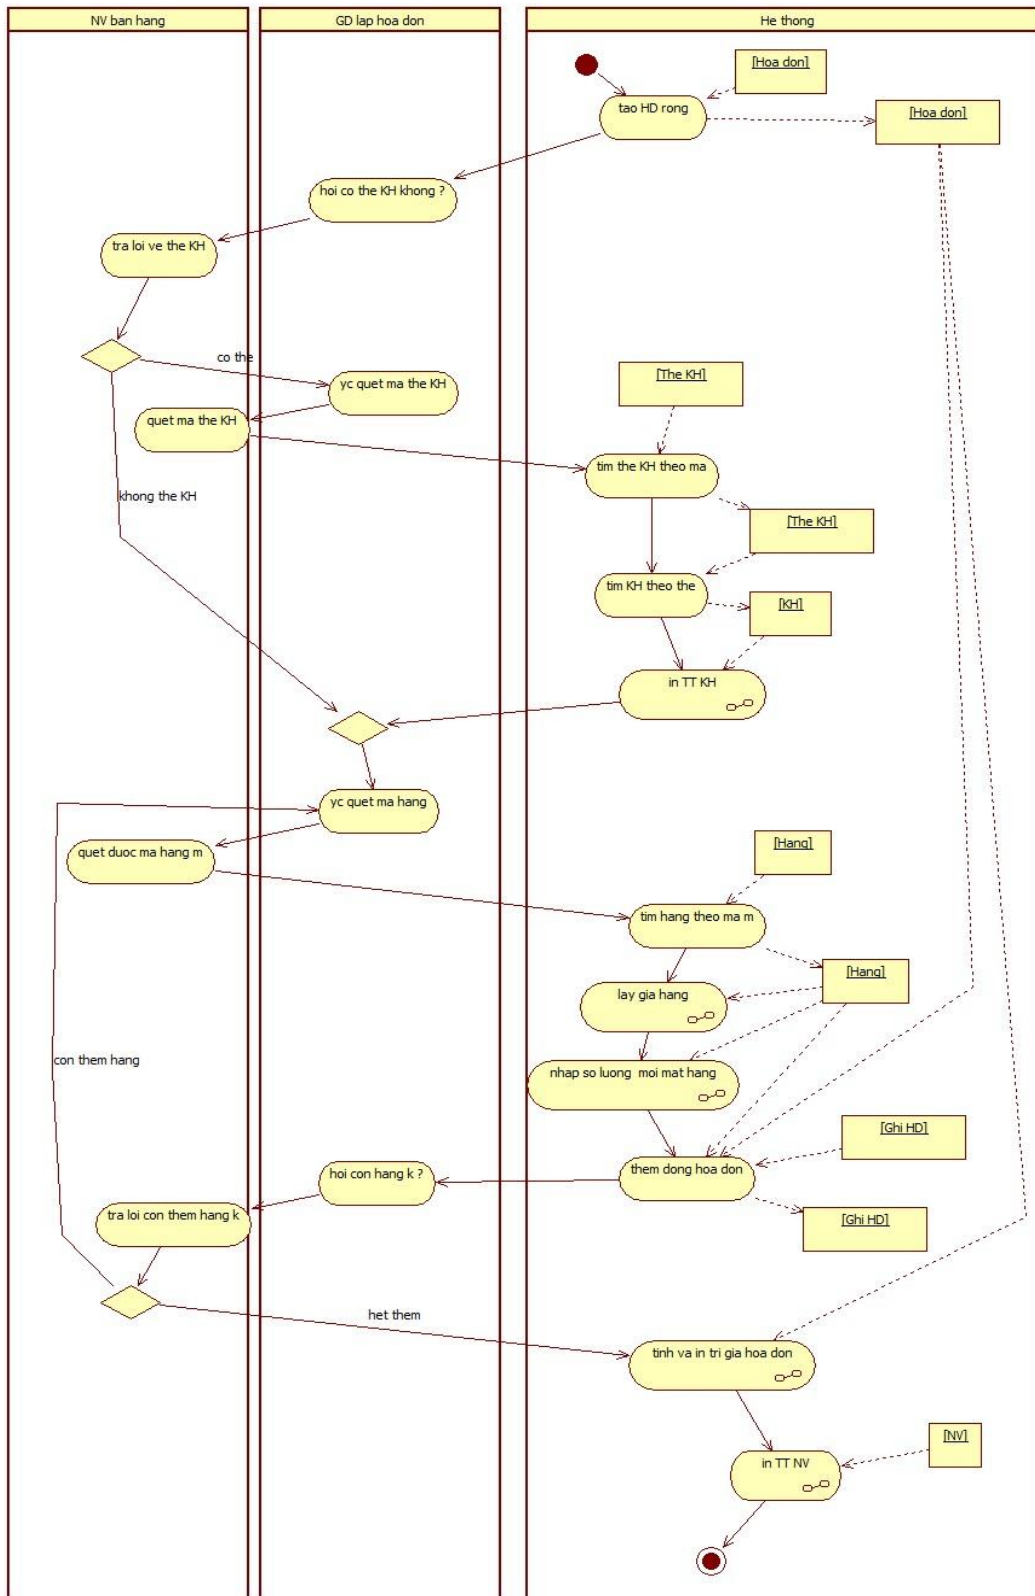 NV ban hang
GD lap hoa don
He thong
[Hoa don]
tao HD rong
[Hoa don]
hoi co the KH khong ?
tra loi ve the KH
co the
yc quet ma the KH
[The KH]
quet ma the KH
tim the KH theo ma
khong the KH
[The KH]
tim KH theo the
[KH]
in TT KH
yc quet ma hang
quet duoc ma hang m
[Hang]
tim hang theo ma m
[Hang]
lay gia hang
con them hang
nhap so luong moi mat hang
[Ghi HD]
hoi con hang k ?
them dong hoa don
tra loi con them hang k
[Ghi HD]
het them
tinh va in tri gia hoa don
[NV]
in TT NV